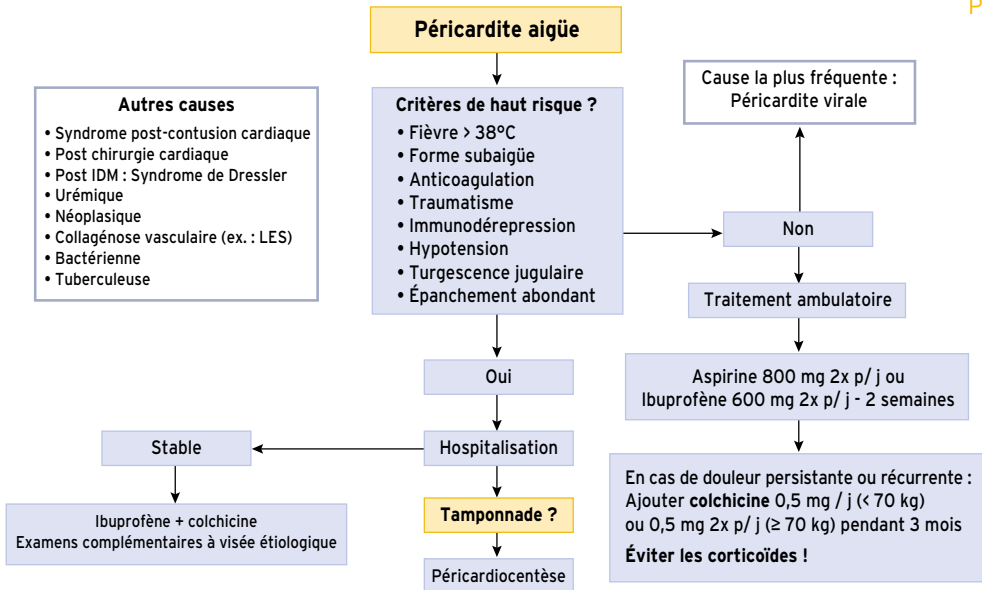 P
Péricardite aigüe
Cause la plus fréquente :
Péricardite virale
Autres causes
• Syndrome post-contusion cardiaque
• Post chirurgie cardiaque
• Post IDM : Syndrome de Dressler
• Urémique
• Néoplasique
• Collagénose vasculaire (ex. : LES)
• Bactérienne
• Tuberculeuse
Critères de haut risque ?
• Fièvre > 38°C
• Forme subaigüe
• Anticoagulation
• Traumatisme
• Immunodérepression
• Hypotension
• Turgescence jugulaire
• Épanchement abondant
Non
Traitement ambulatoire
Aspirine 800 mg 2x p/ j ou
Ibuprofène 600 mg 2x p/ j - 2 semaines
En cas de douleur persistante ou récurrente :
Ajouter colchicine 0,5 mg / j (< 70 kg)
ou 0,5 mg 2x p/ j (≥ 70 kg) pendant 3 mois
Éviter les corticoïdes !
Oui
Hospitalisation
Stable
Ibuprofène + colchicine
Examens complémentaires à visée étiologique
Tamponnade ?
Péricardiocentèse